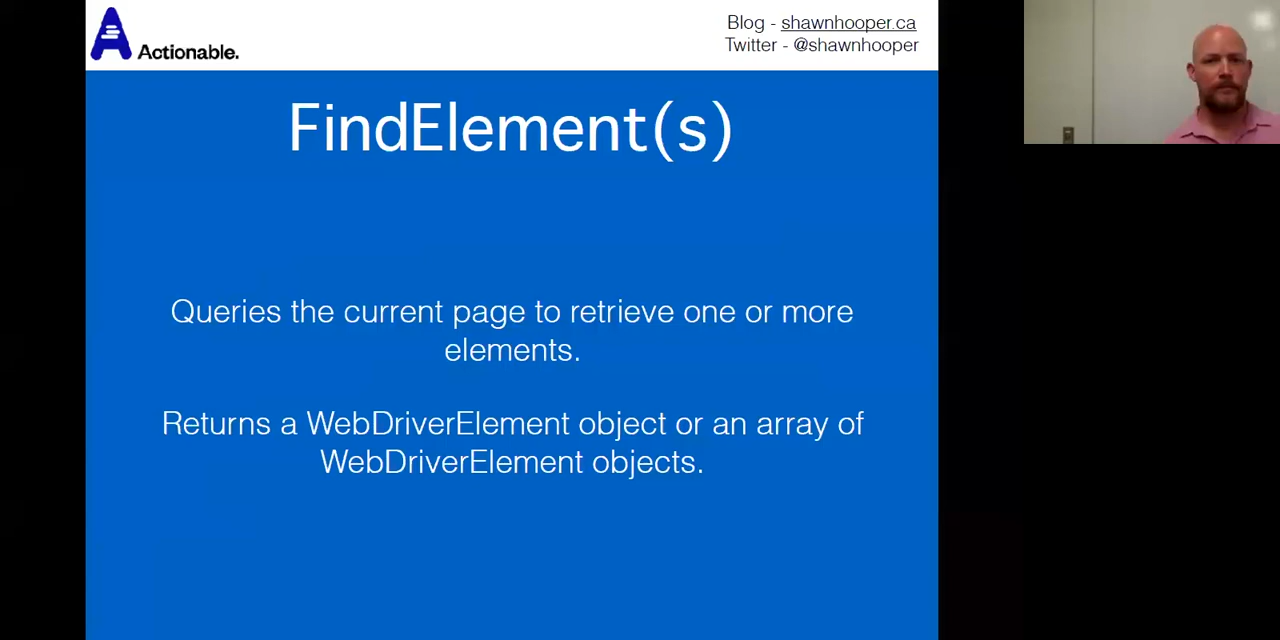 Actionable.
Blog - shawnhooper.ca
Twitter - @shawnhooper
FindElement(s)
Queries the current page to retrieve one or more
elements.
Returns a WebDriverElement object or an array of
WebDriverElement objects.